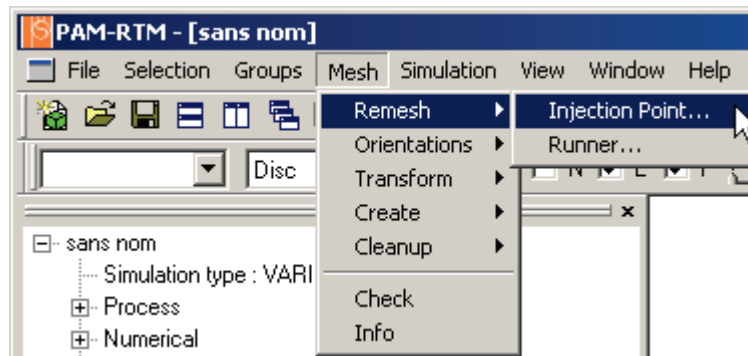 PAM-RTM - [sans nom]
File Selection Groups Mesh Simulation View Window Help
Remesh
Injection Point...
Orientations
Runner...
Disc
Transform
Create
Cleanup
sans nom
Simulation type : VARI
Process
Check
Numerical
Info